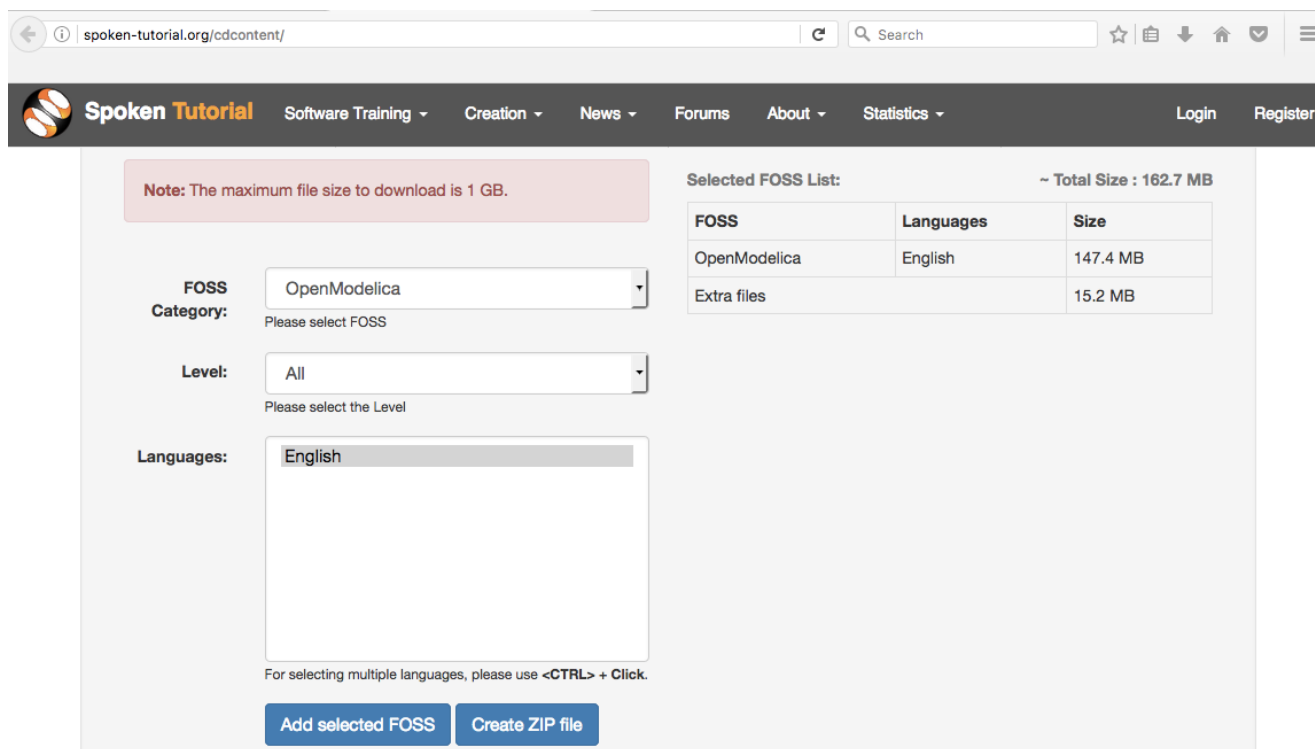 spoken-tutorial.org/cdcontent/
Search
Spoken Tutorial
Software Training
Creation
News
Forums
About
Statistics
Login
Register
Note: The maximum file size to download is 1 GB.
FOSS
Category:
OpenModelica
Please select FOSS
Level:
All
Please select the Level
Languages:
English
For selecting multiple languages, please use <CTRL> + Click.
Add selected FOSS
Create ZIP file
Selected FOSS List:
~ Total Size : 162.7 MB
FOSS Languages Size
OpenModelica English 147.4 MB
Extra files 15.2 MB